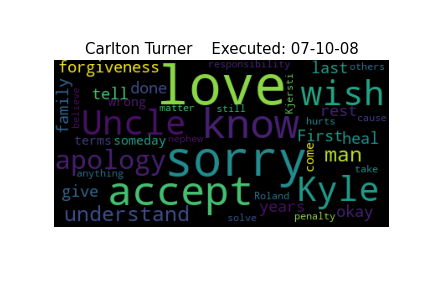 Carlton Turner    Executed: 07-10-08
forgiveness love responsibility last others
family believe tell done wrong matter still Kjersti wish
Uncle know rest cause
terms someday nephew First hurts heal
apology sorry come man take
anything accept Kyle
give Roland years okay
understand solve penalty